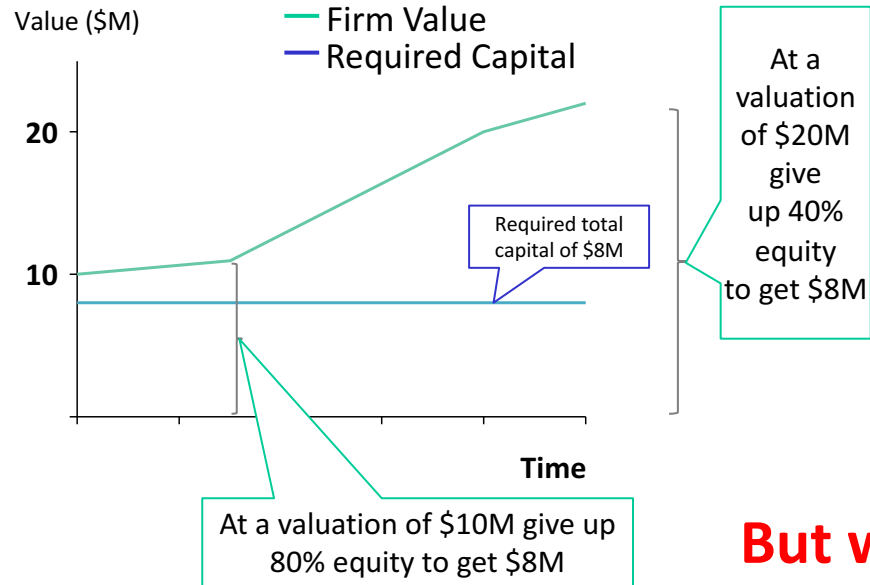 Value ($M)
Firm Value
Required Capital
20
10
Required total
capital of $8M
At a
valuation
of $20M
give
up 40%
equity
to get $8M
Time
At a valuation of $10M give up
80% equity to get $8M
But